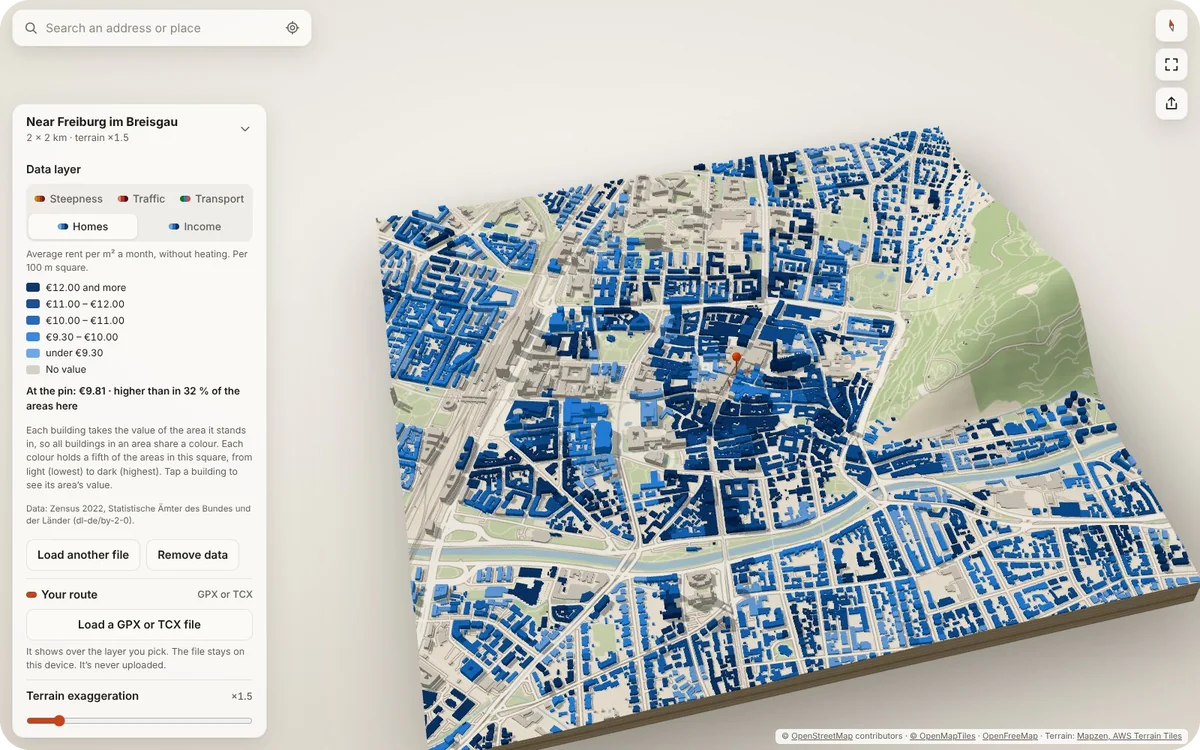 Search an address or place
Near Freiburg im Breisgau
2 × 2 km · terrain ×1.5
Data layer
Steepness
Traffic
Transport
Homes
Income
Average rent per m² a month, without heating. Per
100 m square.
€12.00 and more
€11.00 – €12.00
€10.00 – €11.00
€9.30 – €10.00
under €9.30
No value
At the pin: €9.81 · higher than in 32 % of the
areas here
Each building takes the value of the area it stands
in, so all buildings in an area share a colour. Each
colour holds a fifth of the areas in this square, from
light (lowest) to dark (highest). Tap a building to
see its area’s value.
Data: Zensus 2022, Statistische Ämter des Bundes und
der Länder (dl-de/by-2-0).
Load another file
Remove data
Your route
GPX or TCX
Load a GPX or TCX file
It shows over the layer you pick. The file stays on
this device. It’s never uploaded.
Terrain exaggeration
×1.5
© OpenStreetMap contributors · © OpenMapTiles · OpenFreeMap · Terrain: Mapzen, AWS Terrain Tiles